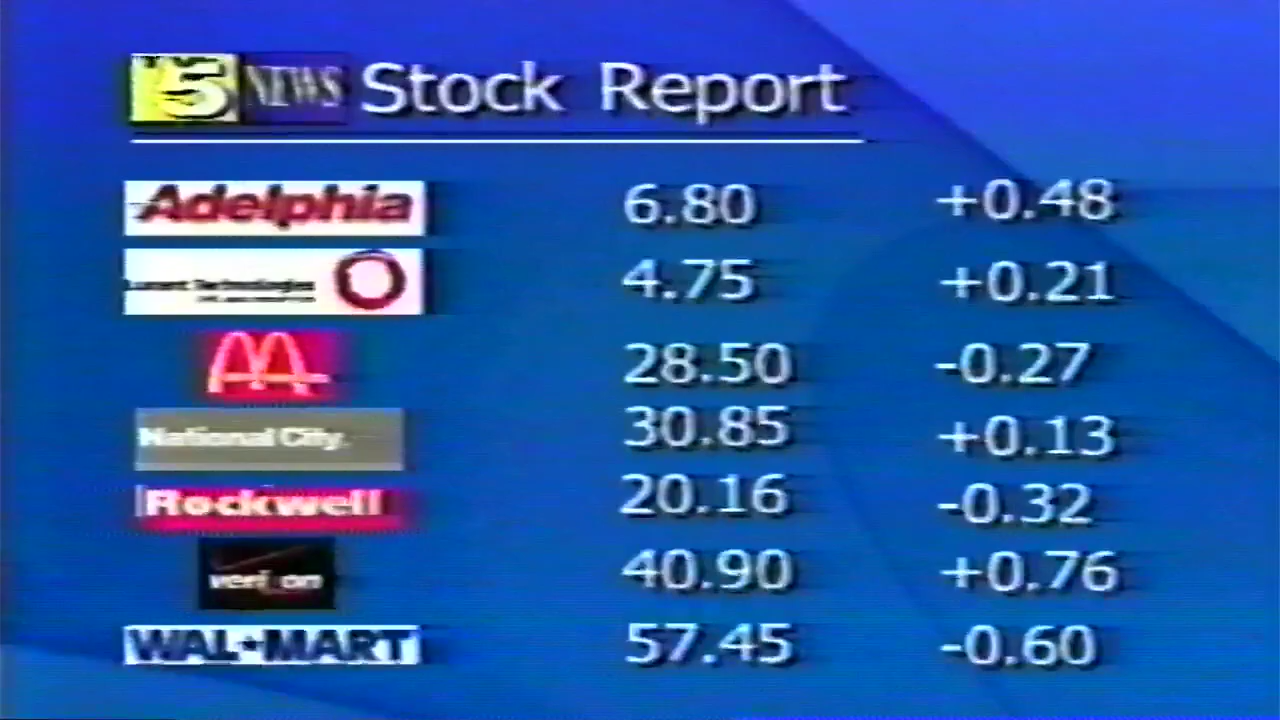 5 NEWS Stock Report
Adelphia 6.80 +0.48
Lucent Technologies 4.75 +0.21
28.50 -0.27
National City. 30.85 +0.13
Rockwell 20.16 -0.32
verizon 40.90 +0.76
WAL★MART 57.45 -0.60